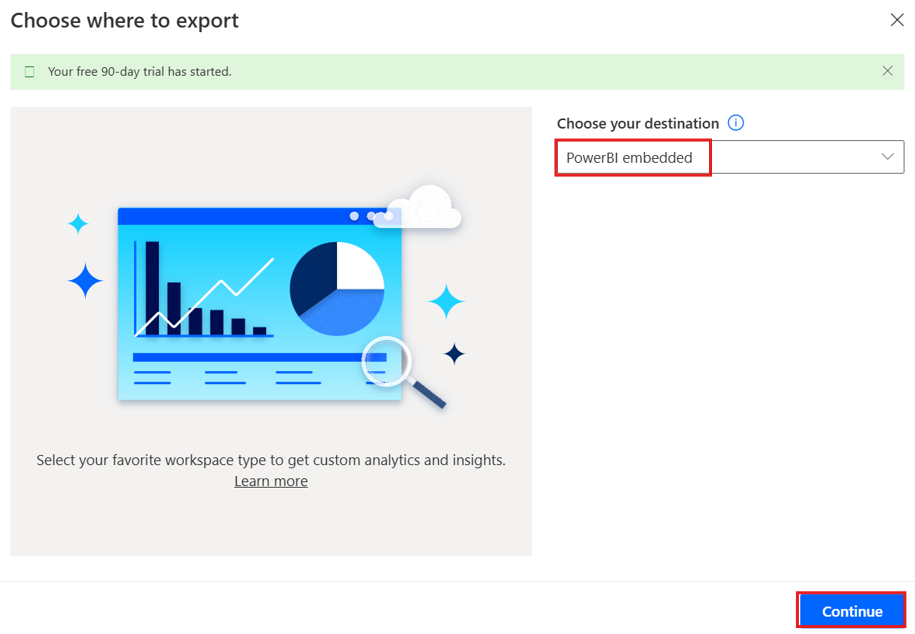 Choose where to export
Your free 90-day trial has started.
Choose your destination
PowerBI embedded
Select your favorite workspace type to get custom analytics and insights.
Learn more
Continue